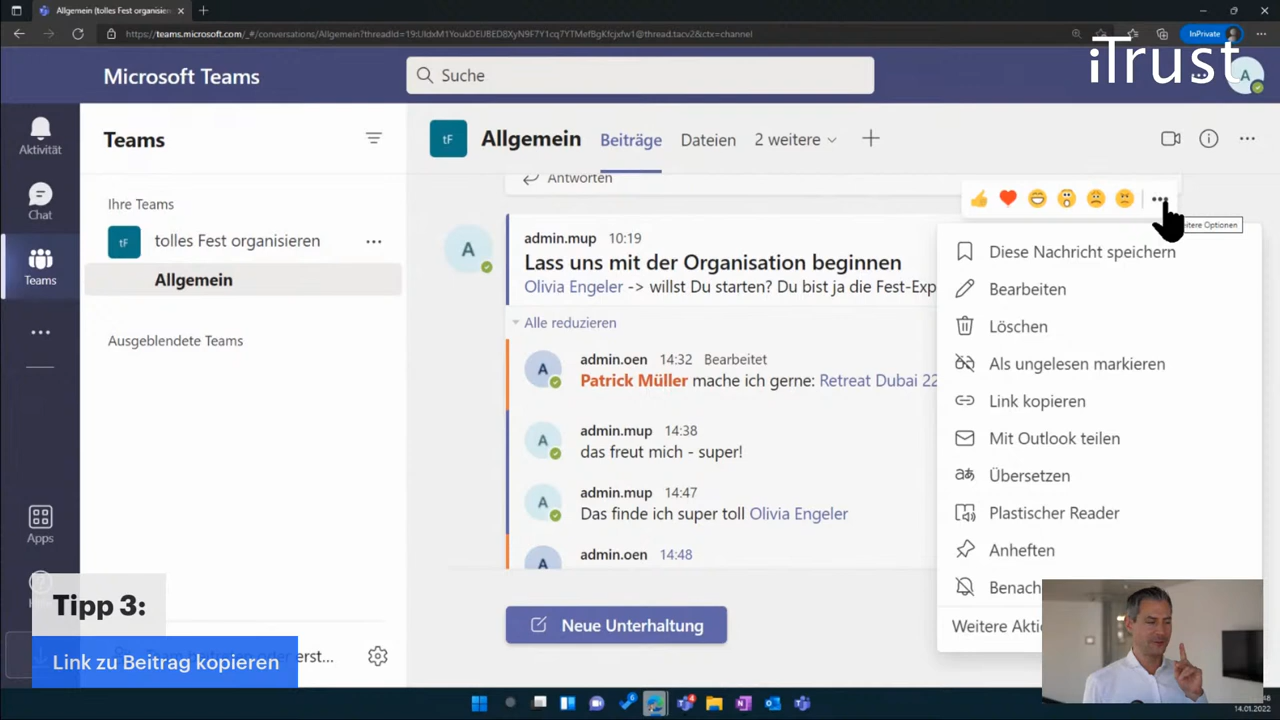 Allgemein (tolles Fest organisier
https://teams.microsoft.com/_#/conversations/Allgemein?threadId=19:UldxM1YoukDEUBED8XyN9F7Y1cq7YTMefBgKfcjxfw1@thread.tacv2&ctx=channel
InPrivate
iTrust
Microsoft Teams
Suche
A
Aktivität
Chat
Teams
Apps
Teams
Ihre Teams
tF
tolles Fest organisieren
Allgemein
Ausgeblendete Teams
tF
Allgemein
Beiträge
Dateien
2 weitere
Antworten
A
admin.mup 10:19
Lass uns mit der Organisation beginnen
Olivia Engeler -> willst Du starten? Du bist ja die Fest-Exp
Alle reduzieren
A
admin.oen 14:32 Bearbeitet
Patrick Müller mache ich gerne: Retreat Dubai 22
A
admin.mup 14:38
das freut mich - super!
A
admin.mup 14:47
Das finde ich super toll Olivia Engeler
A
admin.oen 14:48
Neue Unterhaltung
eitere Optionen
Diese Nachricht speichern
Bearbeiten
Löschen
Als ungelesen markieren
Link kopieren
Mit Outlook teilen
Übersetzen
Plastischer Reader
Anheften
Benach
Weitere Aktio
Tipp 3:
Link zu Beitrag kopieren
erst...
14.01.2022